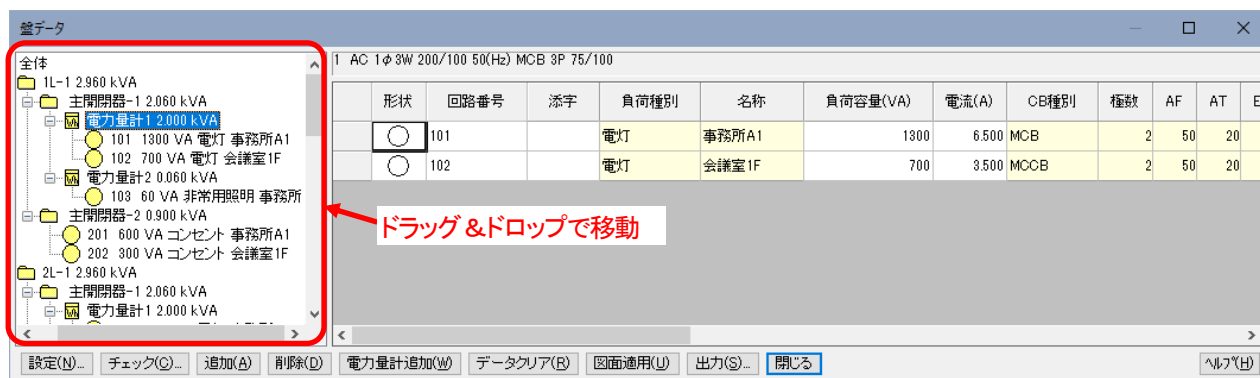 盤データ
全体
1L-1 2.960 kVA
主開閉器-1 2.060 kVA
電力量計1 2.000 kVA
101 1300 VA 電灯 事務所A1
102 700 VA 電灯 会議室1F
電力量計2 0.060 kVA
103 60 VA 非常用照明 事務所
主開閉器-2 0.900 kVA
201 600 VA コンセント 事務所A1
202 300 VA コンセント 会議室1F
2L-1 2.960 kVA
主開閉器-1 2.060 kVA
電力量計1 2.000 kVA
1 AC 1φ3W 200/100 50(Hz) MCB 3P 75/100
形状 回路番号 添字 負荷種別 名称 負荷容量(VA) 電流(A) CB種別 極数 AF AT E
101 電灯 事務所A1 1300 6.500 MCB 2 50 20
102 電灯 会議室1F 700 3.500 MCCB 2 50 20
ドラッグ&ドロップで移動
設定(N)... チェック(C)... 追加(A) 削除(D) 電力量計追加(W) データクリア(R) 図面適用(U) 出力(S)... 閉じる ヘルプ(H)